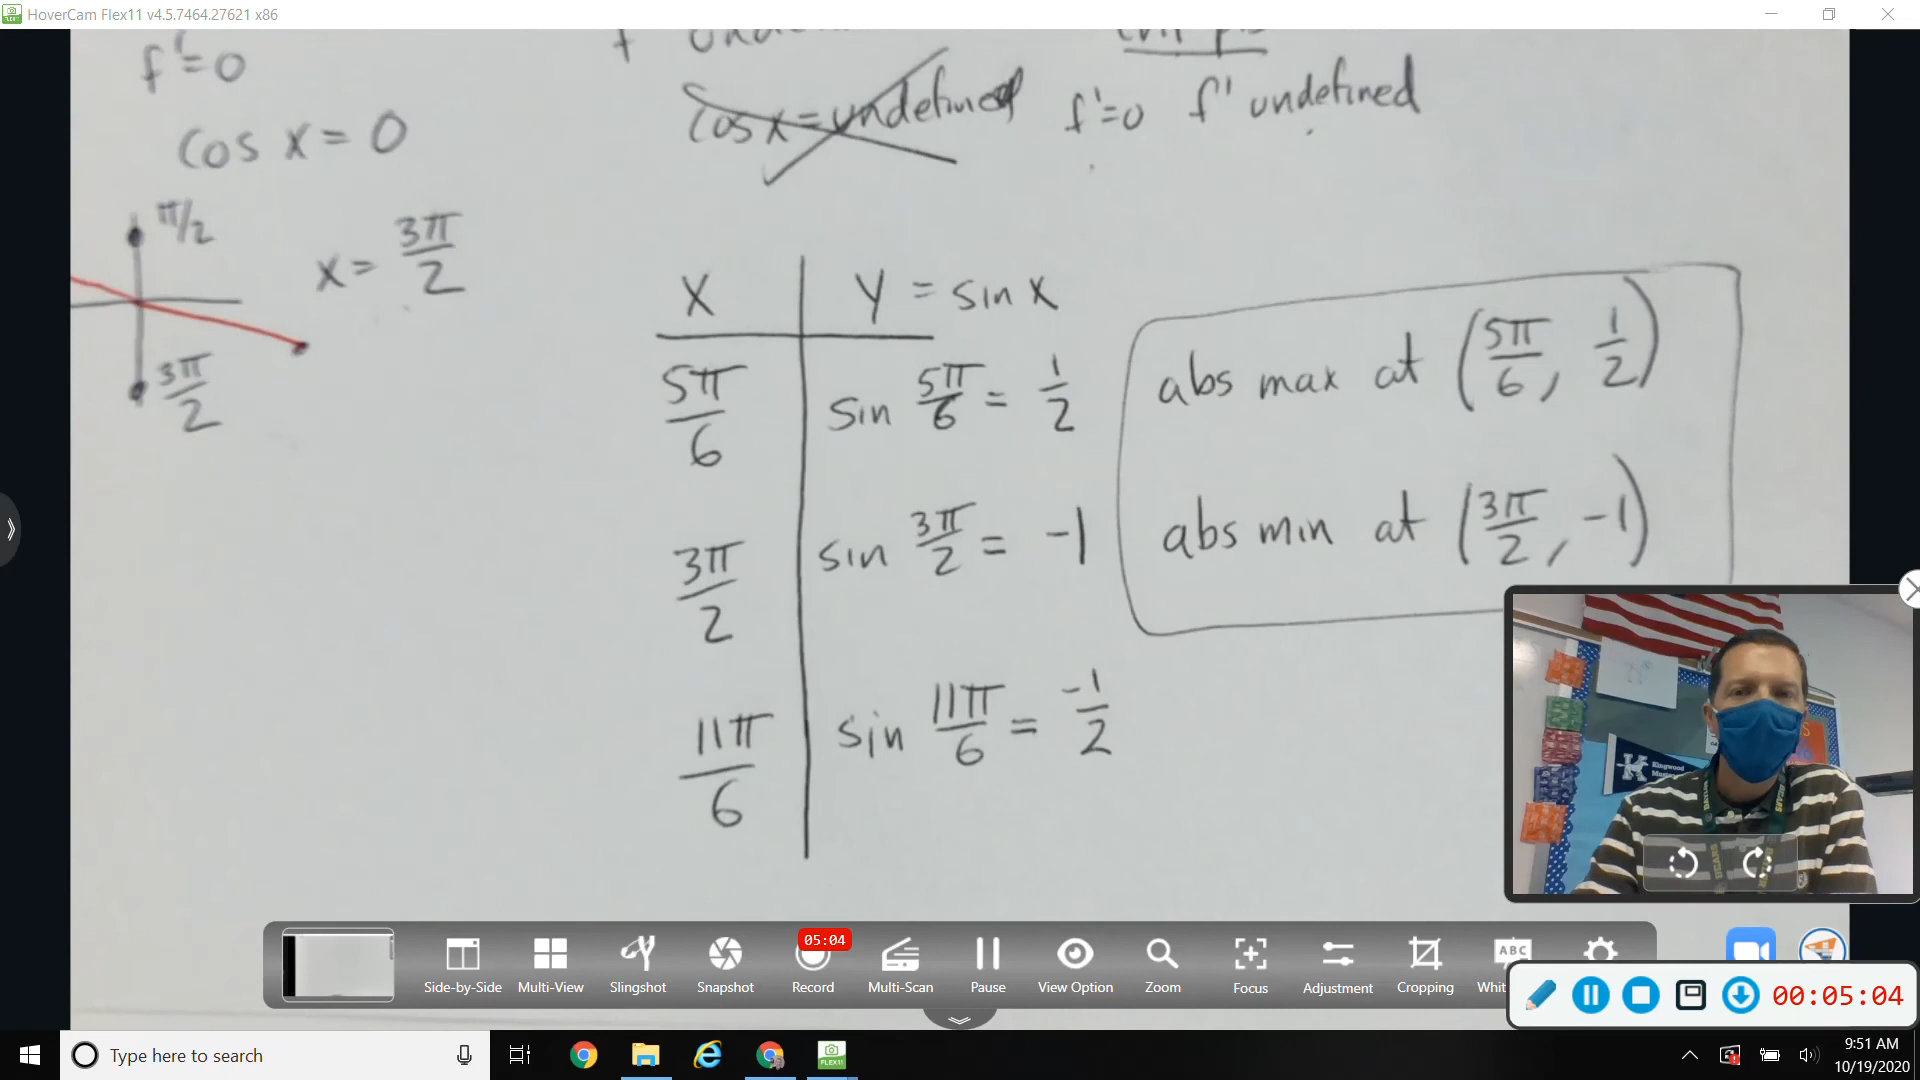 HoverCam Flex11 v4.5.7464.27621 x86
f'=0
cos x = 0
cos x = undefined
f'=0 f' undefined
π/2
x = 3π/2
3π/2
X | Y = sin x
5π/6 | sin 5π/6 = 1/2
3π/2 | sin 3π/2 = -1
11π/6 | sin 11π/6 = -1/2
abs max at (5π/6, 1/2)
abs min at (3π/2, -1)
K Kingwood
BEARS
05:04
Side-by-Side Multi-View Slingshot Snapshot Record Multi-Scan Pause View Option Zoom Focus Adjustment Cropping
ABC
00:05:04
Type here to search
FLEX11
9:51 AM
10/19/2020